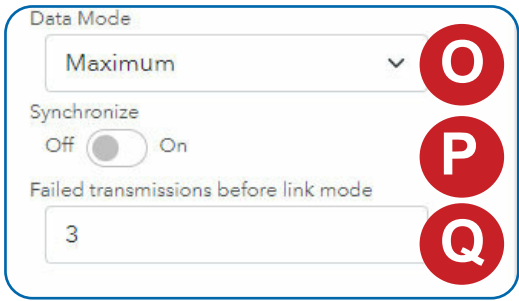 Data Mode
Maximum O
Synchronize
Off On P
Failed transmissions before link mode
3 Q